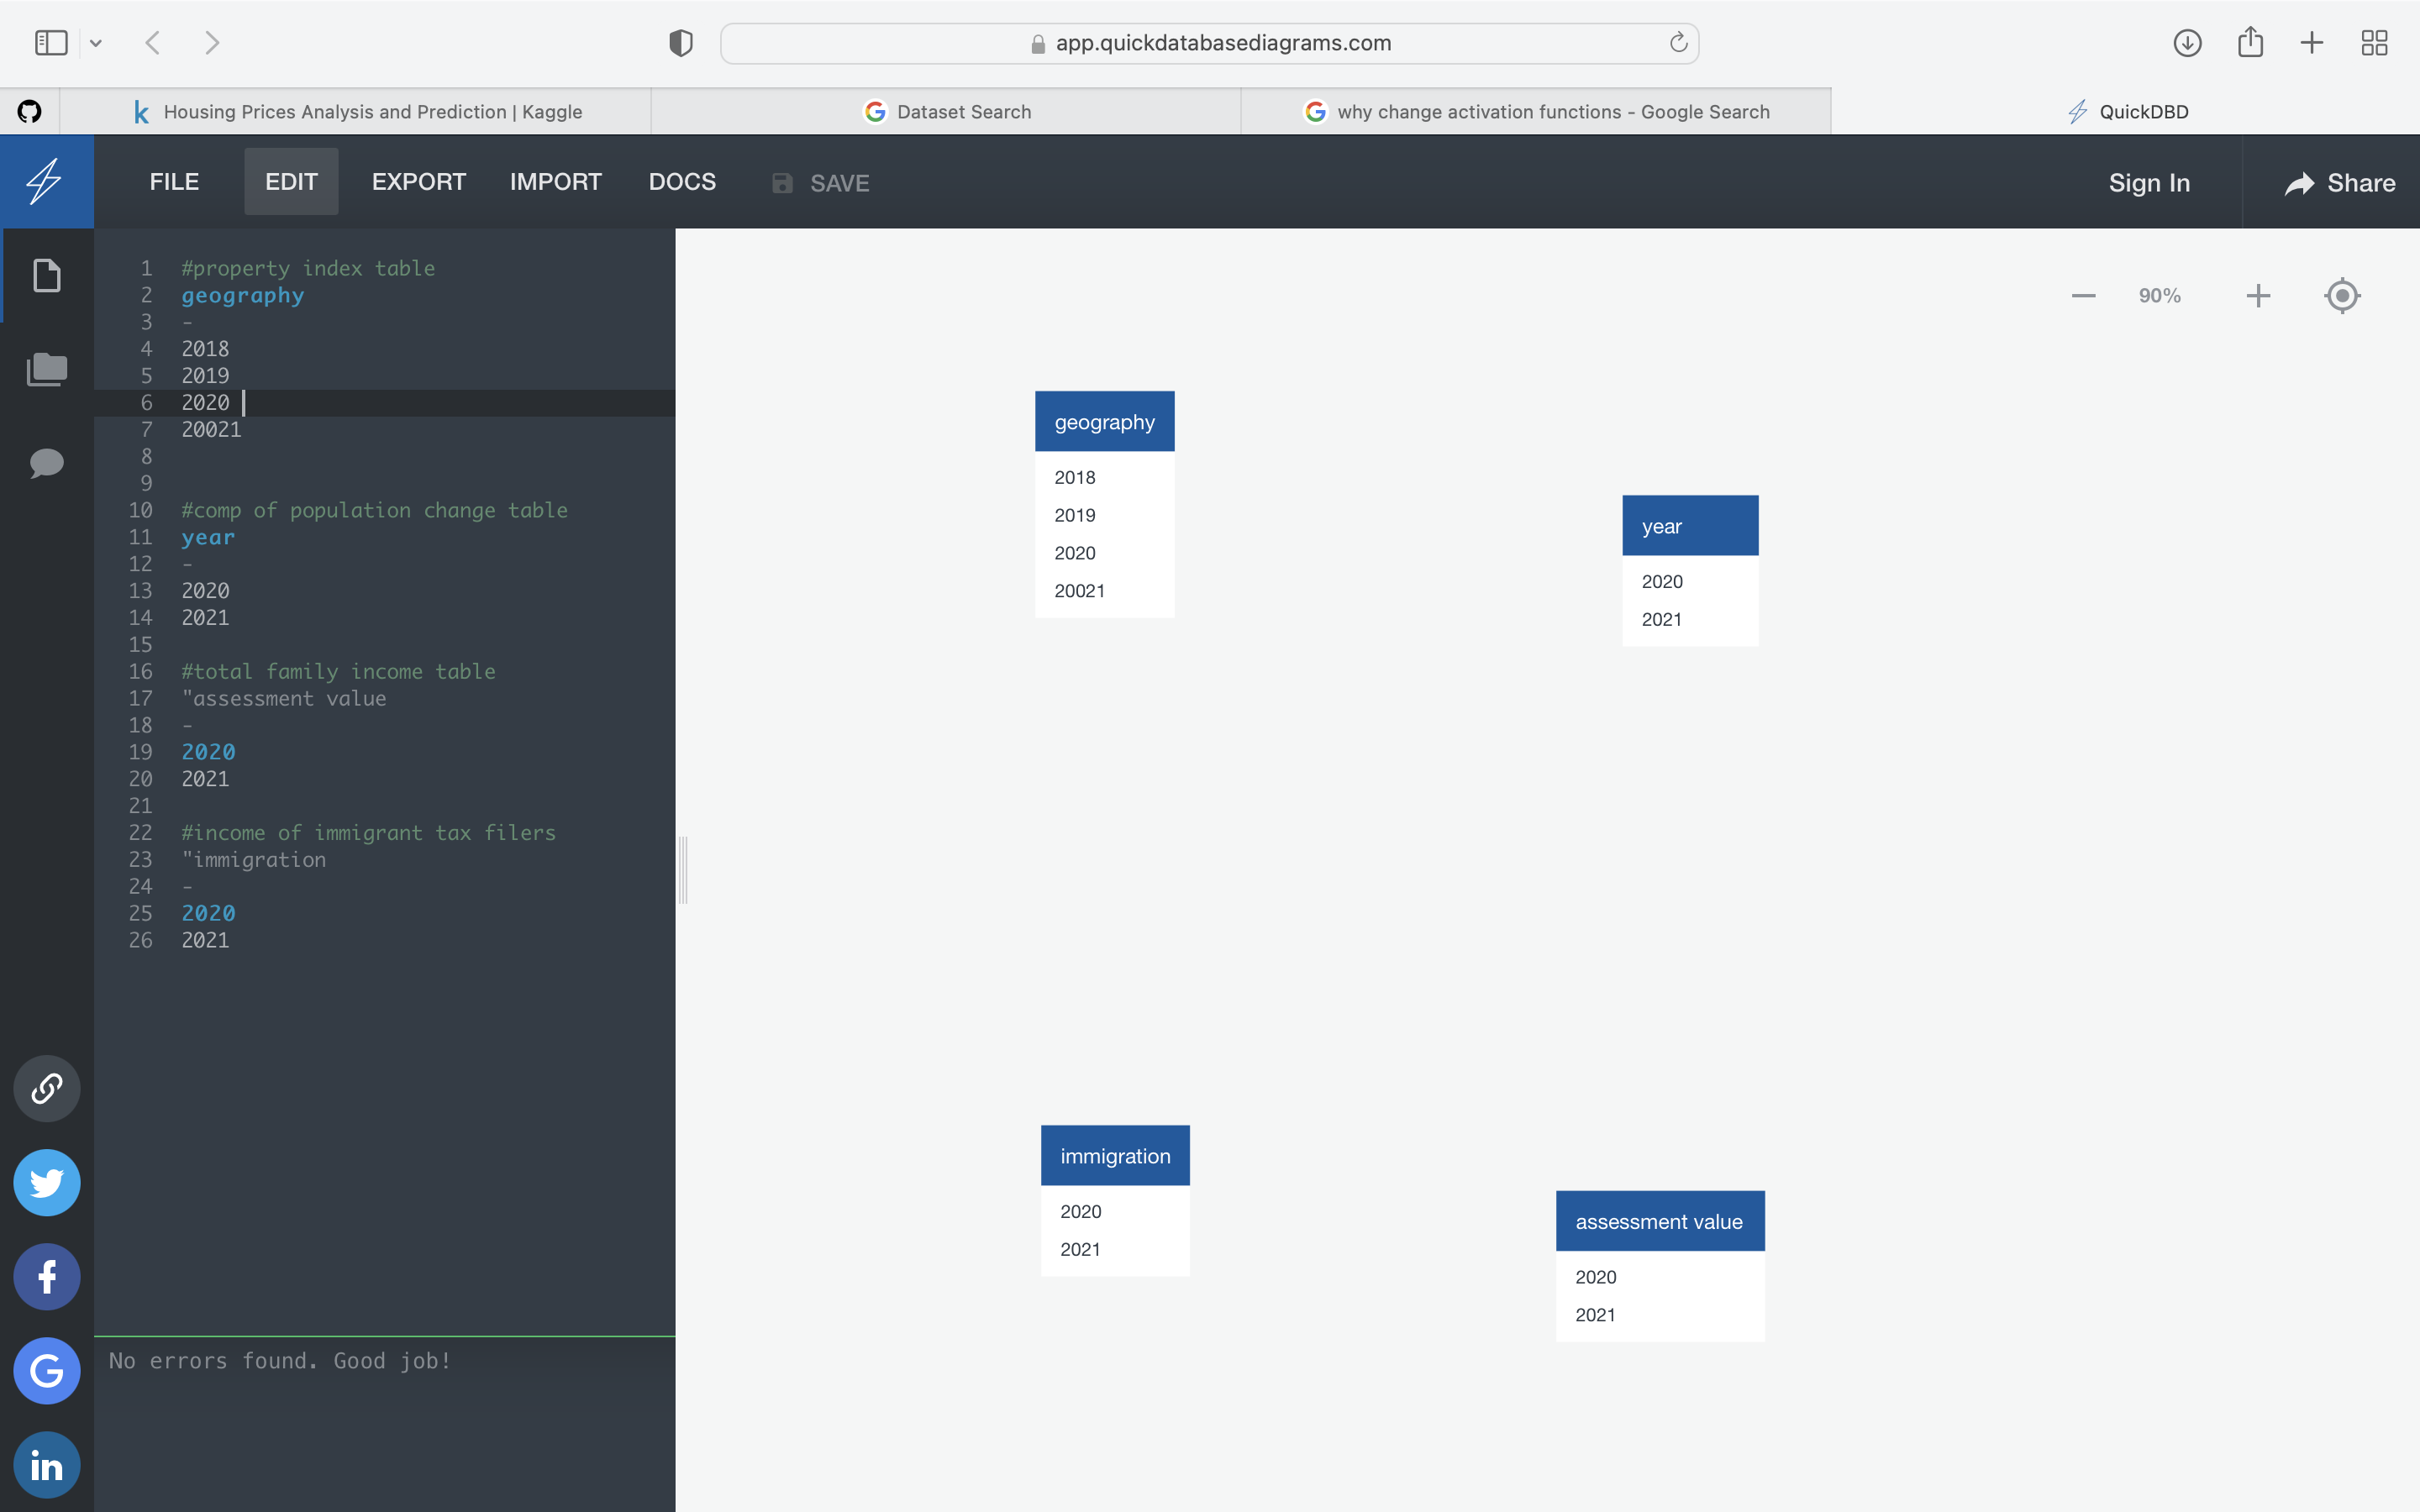 app.quickdatabasediagrams.com
Housing Prices Analysis and Prediction | Kaggle
Dataset Search
why change activation functions - Google Search
QuickDBD
FILE EDIT EXPORT IMPORT DOCS SAVE Sign In Share
1 #property index table
2 geography
3 -
4 2018
5 2019
6 2020
7 20021
8
9
10 #comp of population change table
11 year
12 -
13 2020
14 2021
15
16 #total family income table
17 "assessment value
18 -
19 2020
20 2021
21
22 #income of immigrant tax filers
23 "immigration
24 -
25 2020
26 2021
No errors found. Good job!
90%
geography
2018
2019
2020
20021
year
2020
2021
immigration
2020
2021
assessment value
2020
2021